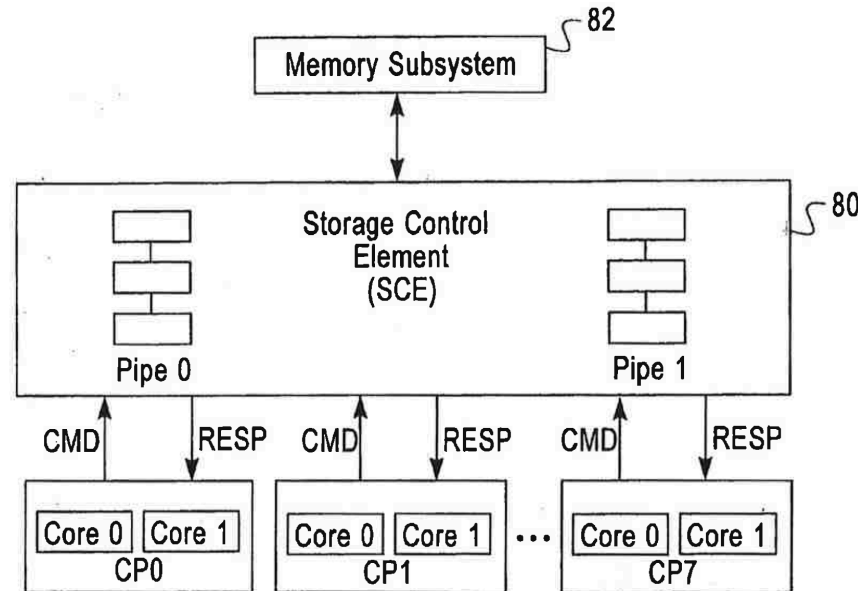 82
Memory Subsystem
80
Storage Control
Element
(SCE)
Pipe 0
Pipe 1
CMD
RESP
CMD
RESP
CMD
RESP
Core 0
Core 1
Core 0
Core 1
...
Core 0
Core 1
CP0
CP1
CP7